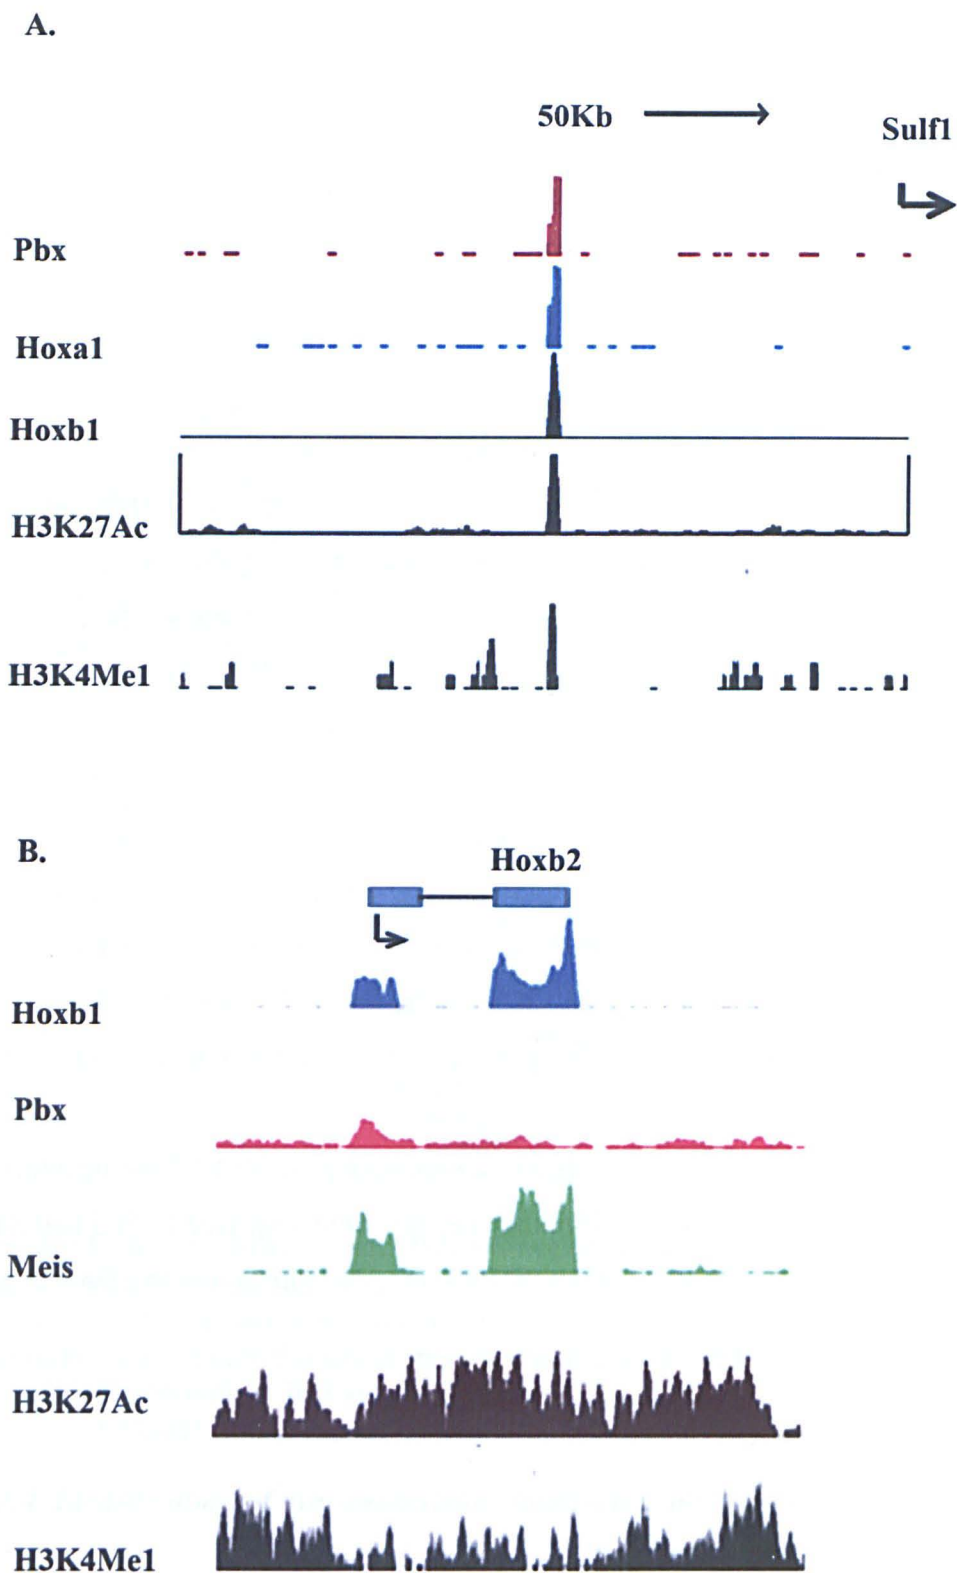 A.
50Kb
Sulf1
Pbx
Hoxa1
Hoxb1
H3K27Ac
H3K4Me1
B.
Hoxb2
Hoxb1
Pbx
Meis
H3K27Ac
H3K4Me1